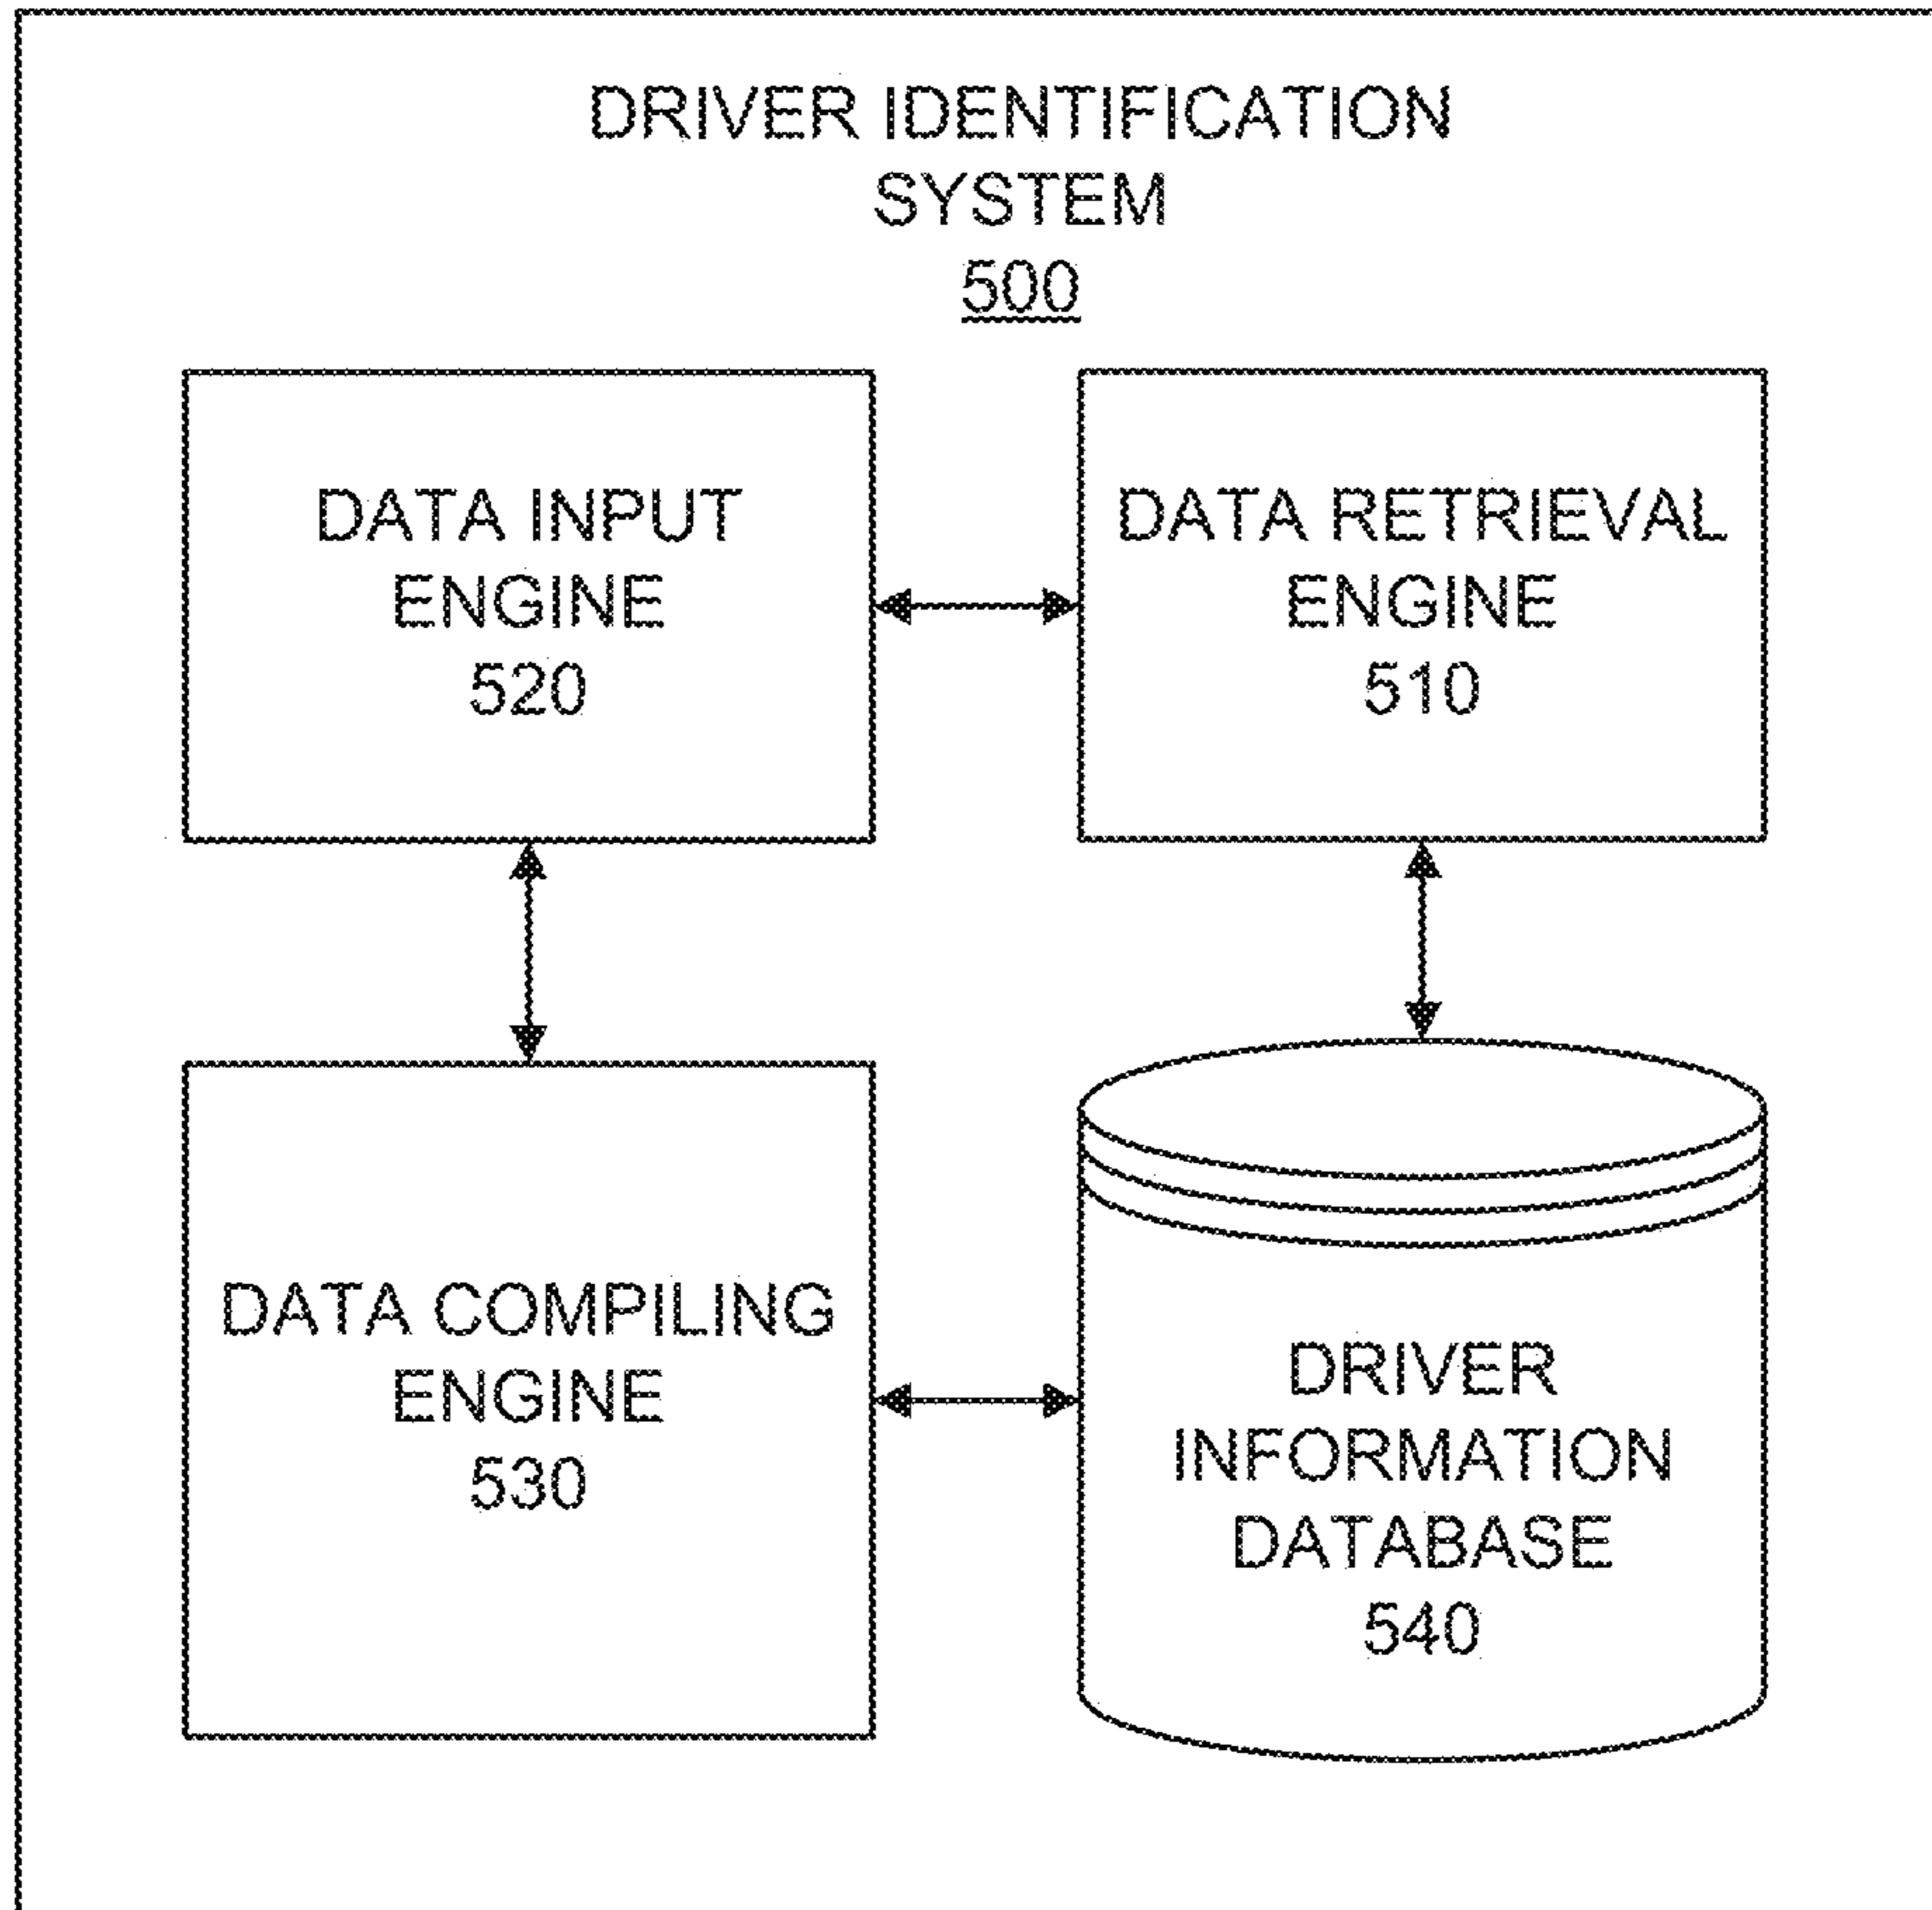 DRIVER IDENTIFICATION
SYSTEM
500
DATA INPUT
ENGINE
520
DATA RETRIEVAL
ENGINE
510
DATA COMPILING
ENGINE
530
DRIVER
INFORMATION
DATABASE
540